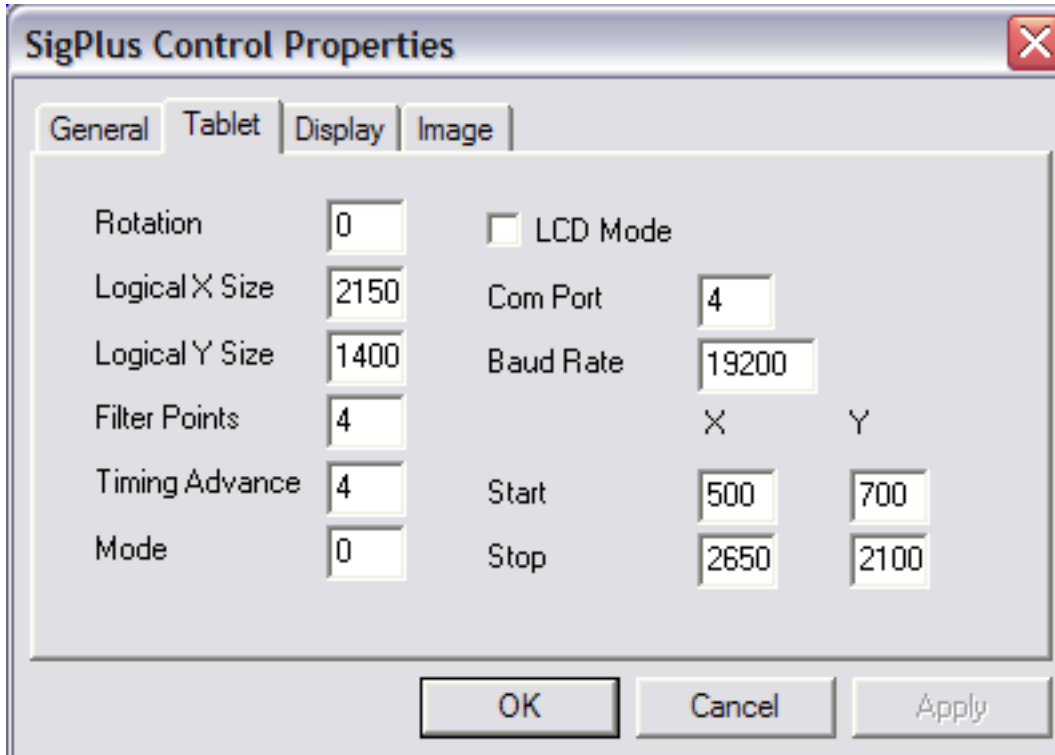 SigPlus Control Properties
General Tablet Display Image
Rotation 0 LCD Mode
Logical X Size 2150 Com Port 4
Logical Y Size 1400 Baud Rate 19200
Filter Points 4 X Y
Timing Advance 4 Start 500 700
Mode 0 Stop 2650 2100
OK Cancel Apply